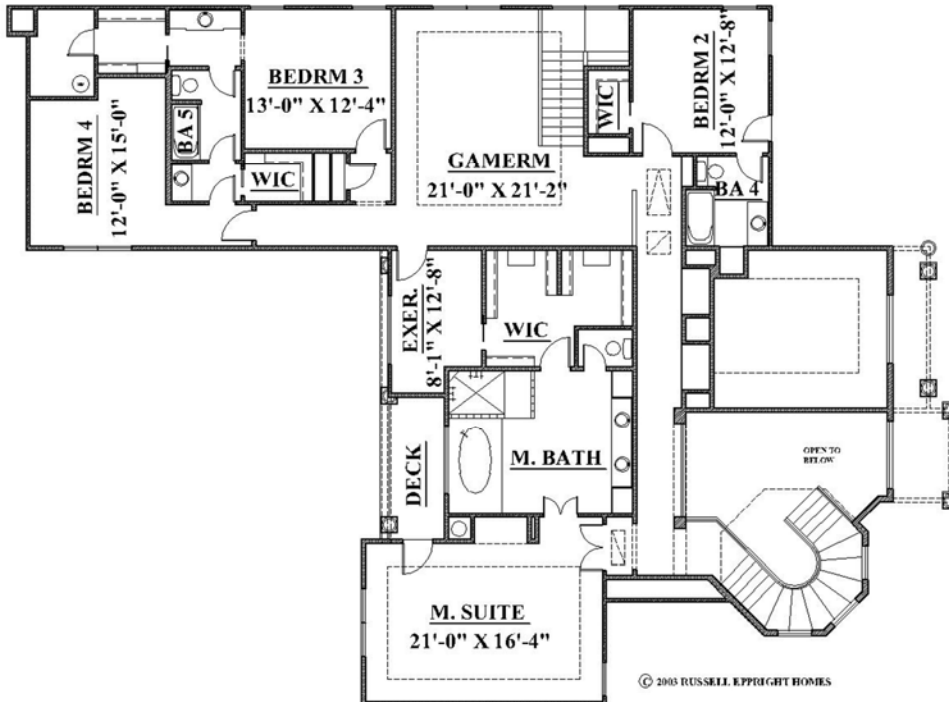 BEDRM 3
13'-0" X 12'-4"
BEDRM 2
12'-0" X 12'-8"
WIC
BA 5
BEDRM 4
12'-0" X 15'-0"
WIC
GAMERM
21'-0" X 21'-2"
BA 4
EXER.
8'-1" X 12'-8"
WIC
DECK
M. BATH
OPEN TO
BELOW
M. SUITE
21'-0" X 16'-4"
© 2003 RUSSELL EPPRIGHT HOMES